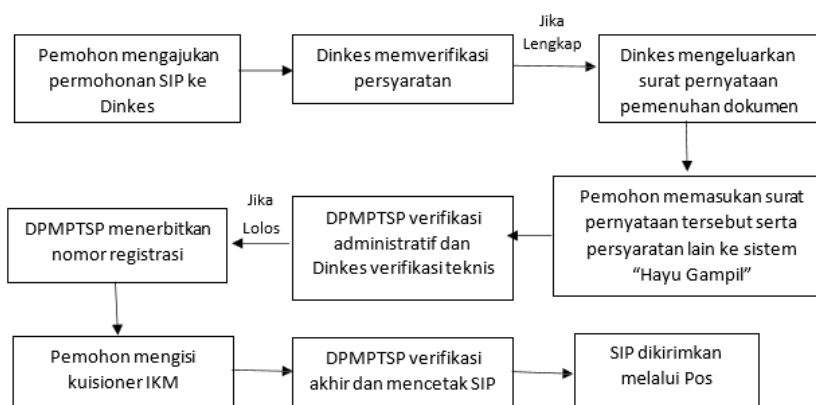 Pemohon mengajukan
permohonan SIP ke
Dinkes
Dinkes memverifikasi
persyaratan
Jika
Lengkap
Dinkes mengeluarkan
surat pernyataan
pemenuhan dokumen
Pemohon memasukan surat
pernyataan tersebut serta
persyaratan lain ke sistem
“Hayu Gampil”
DPMPTSP verifikasi
administratif dan
Dinkes verifikasi teknis
Jika
Lolos
DPMPTSP menerbitkan
nomor registrasi
Pemohon mengisi
kuisioner IKM
DPMPTSP verifikasi
akhir dan mencetak SIP
SIP dikirimkan
melalui Pos